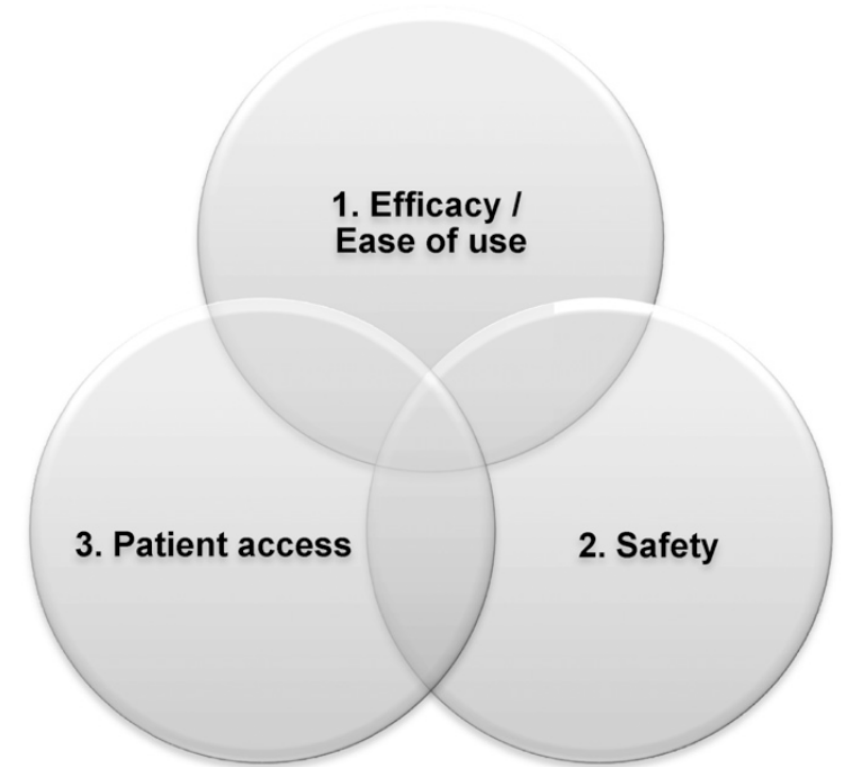 1. Efficacy /
Ease of use
3. Patient access
2. Safety